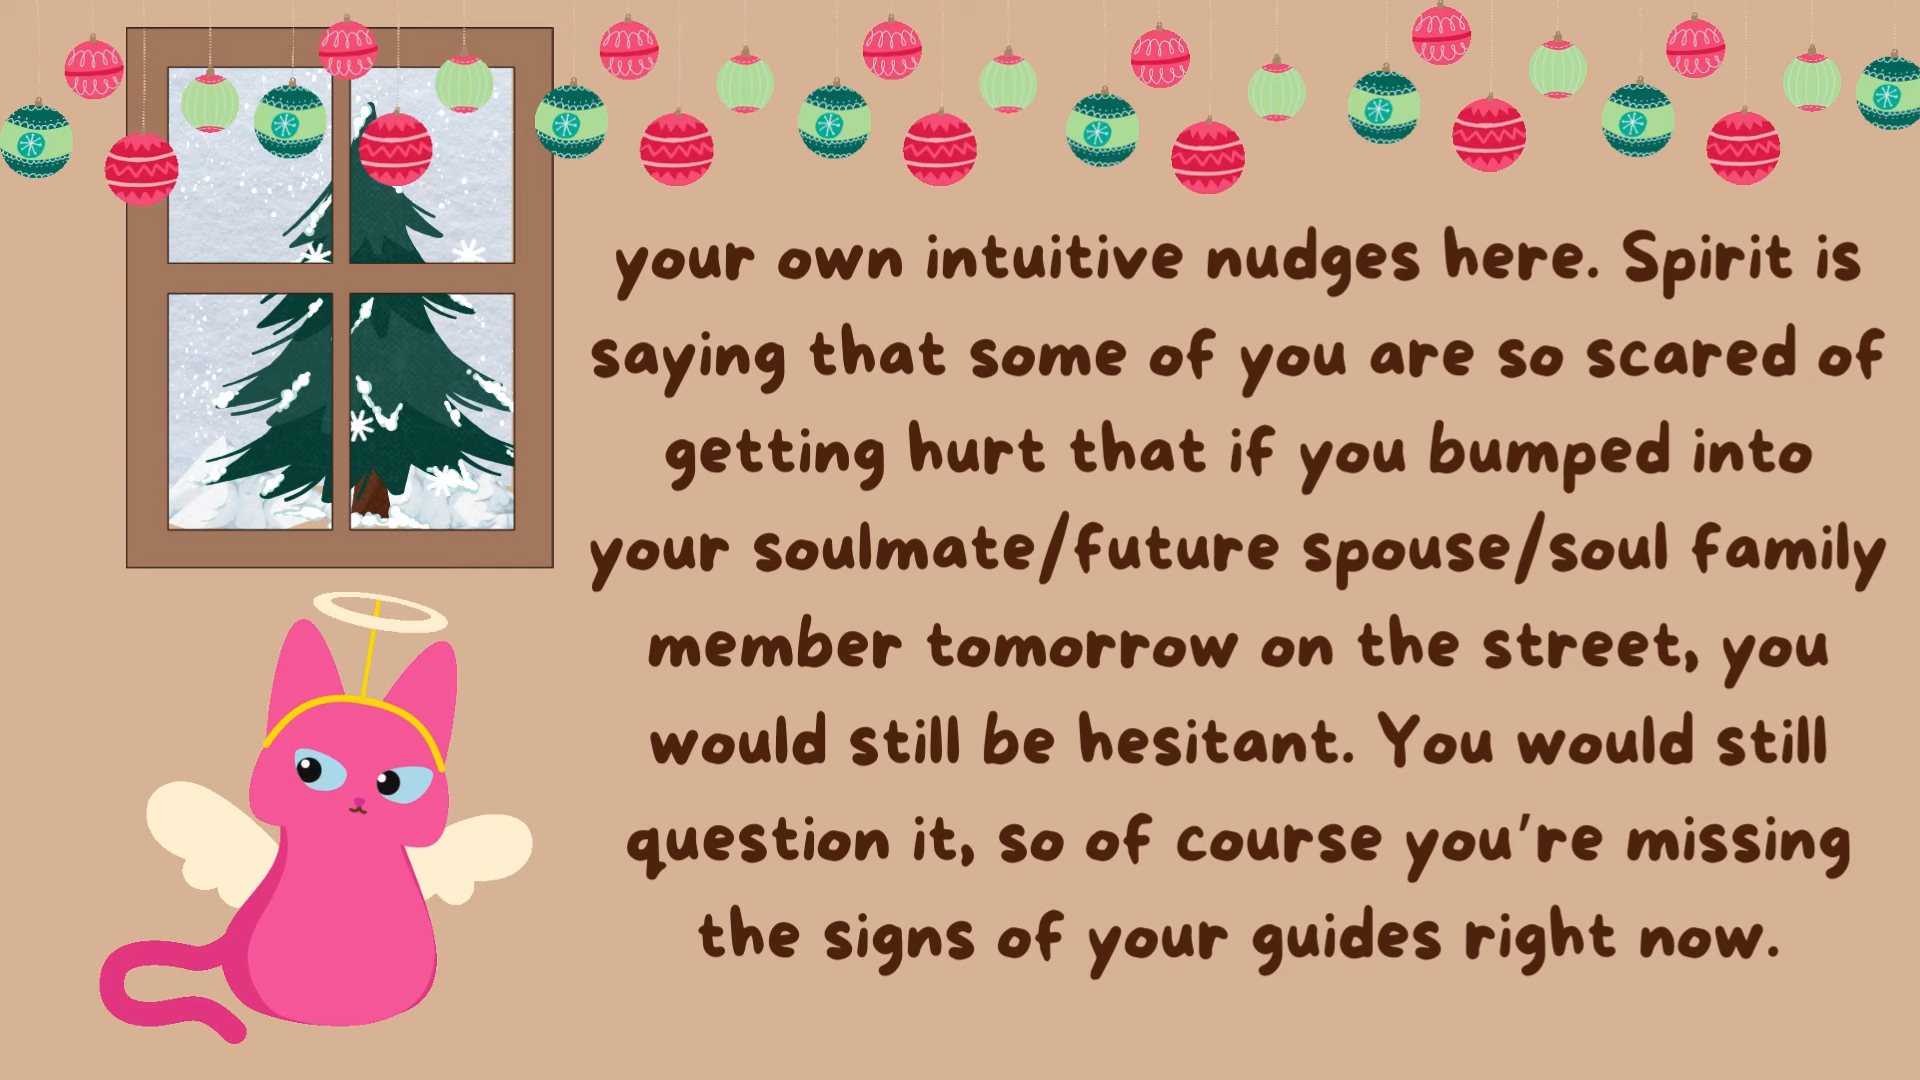 your own intuitive nudges here. Spirit is
saying that some of you are so scared of
getting hurt that if you bumped into
your soulmate/future spouse/soul family
member tomorrow on the street, you
would still be hesitant. You would still
question it, so of course you're missing
the signs of your guides right now.